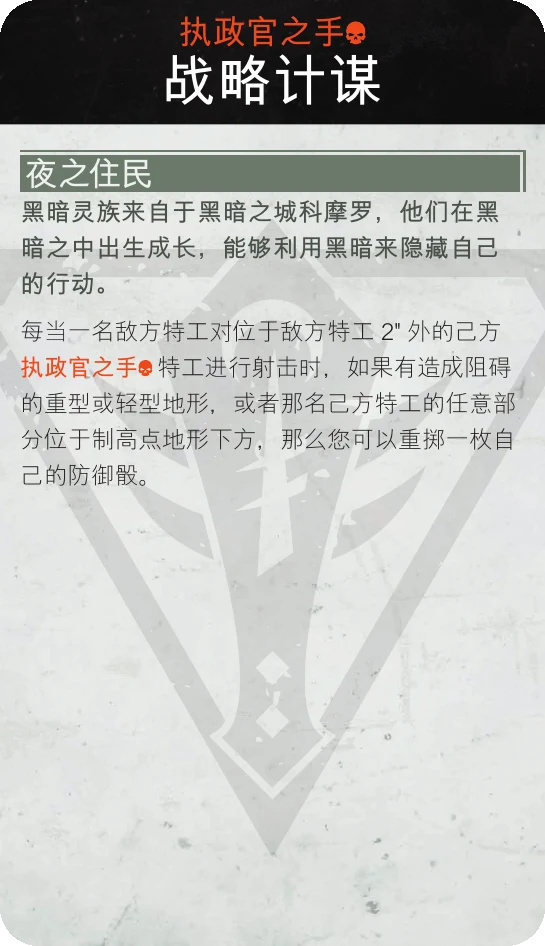 执政官之手
战略计谋
夜之住民
黑暗灵族来自于黑暗之城科摩罗，他们在黑
暗之中出生成长，能够利用黑暗来隐藏自己
的行动。
每当一名敌方特工对位于敌方特工 2" 外的己方
执政官之手特工进行射击时，如果有造成阻碍
的重型或轻型地形，或者那名己方特工的任意部
分位于制高点地形下方，那么您可以重掷一枚自
己的防御骰。